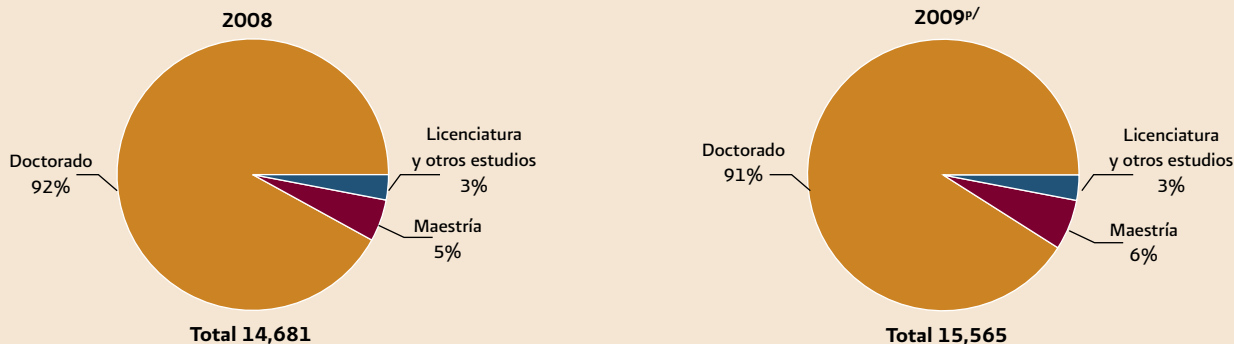 2008
Doctorado
92%
Licenciatura
y otros estudios
3%
Maestría
5%
Total 14,681
2009p/
Doctorado
91%
Licenciatura
y otros estudios
3%
Maestría
6%
Total 15,565